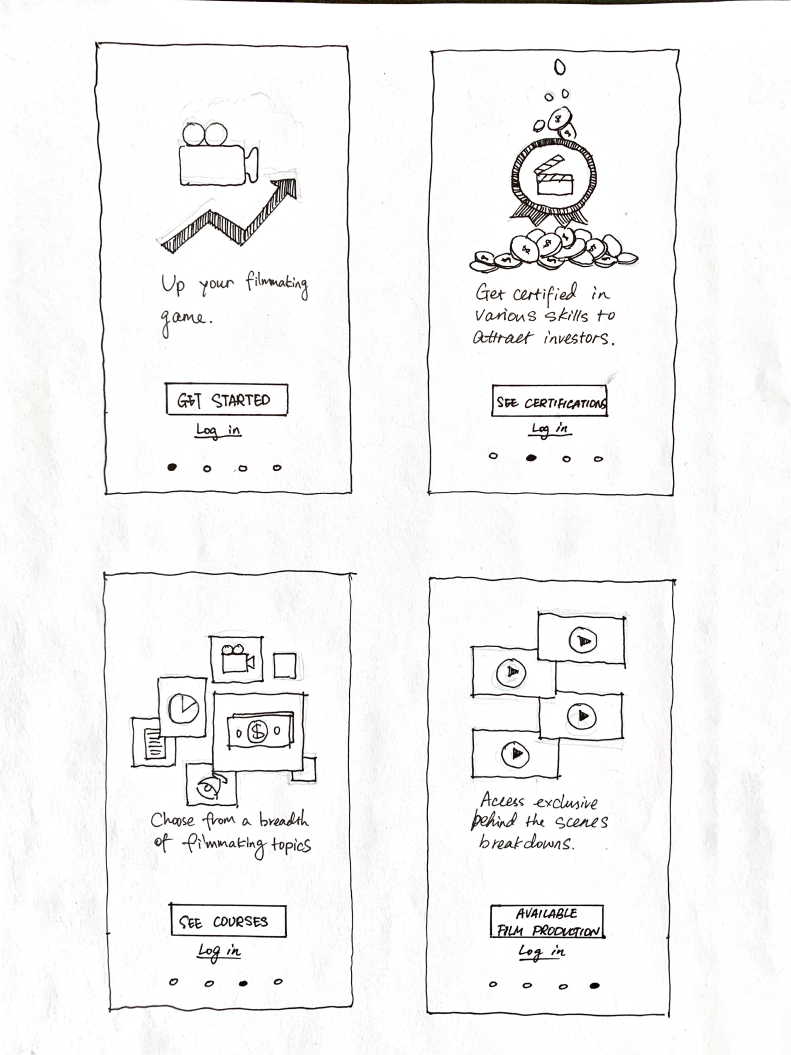 Up your filmmaking
game.
GET STARTED
Log in
$
$
$
$
Get certified in
various skills to
attract investors.
SEE CERTIFICATIONS
Log in
$
Choose from a breadth
of filmmaking topics
SEE COURSES
Log in
Access exclusive
behind the scenes
breakdowns.
AVAILABLE
FILM PRODUCTION
Log in